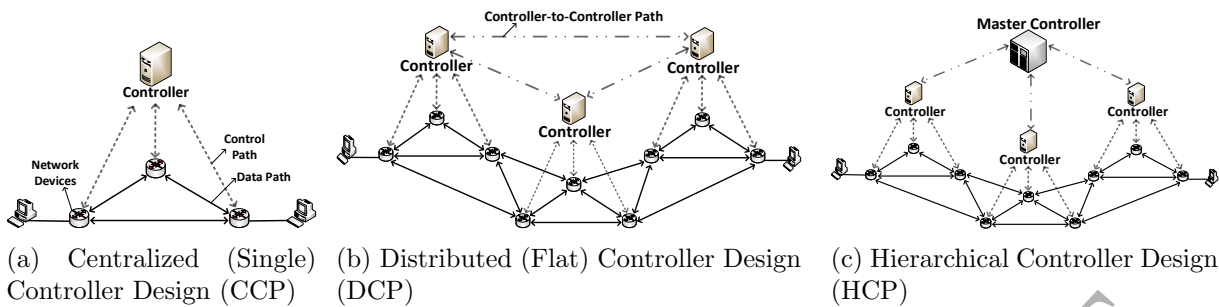 Controller
Control
Path
Network
Devices
Data Path
(a) Centralized (Single)
Controller Design (CCP)
Controller-to-Controller Path
Controller
Controller
Controller
(b) Distributed (Flat) Controller Design
(DCP)
Master Controller
Controller
Controller
Controller
(c) Hierarchical Controller Design
(HCP)